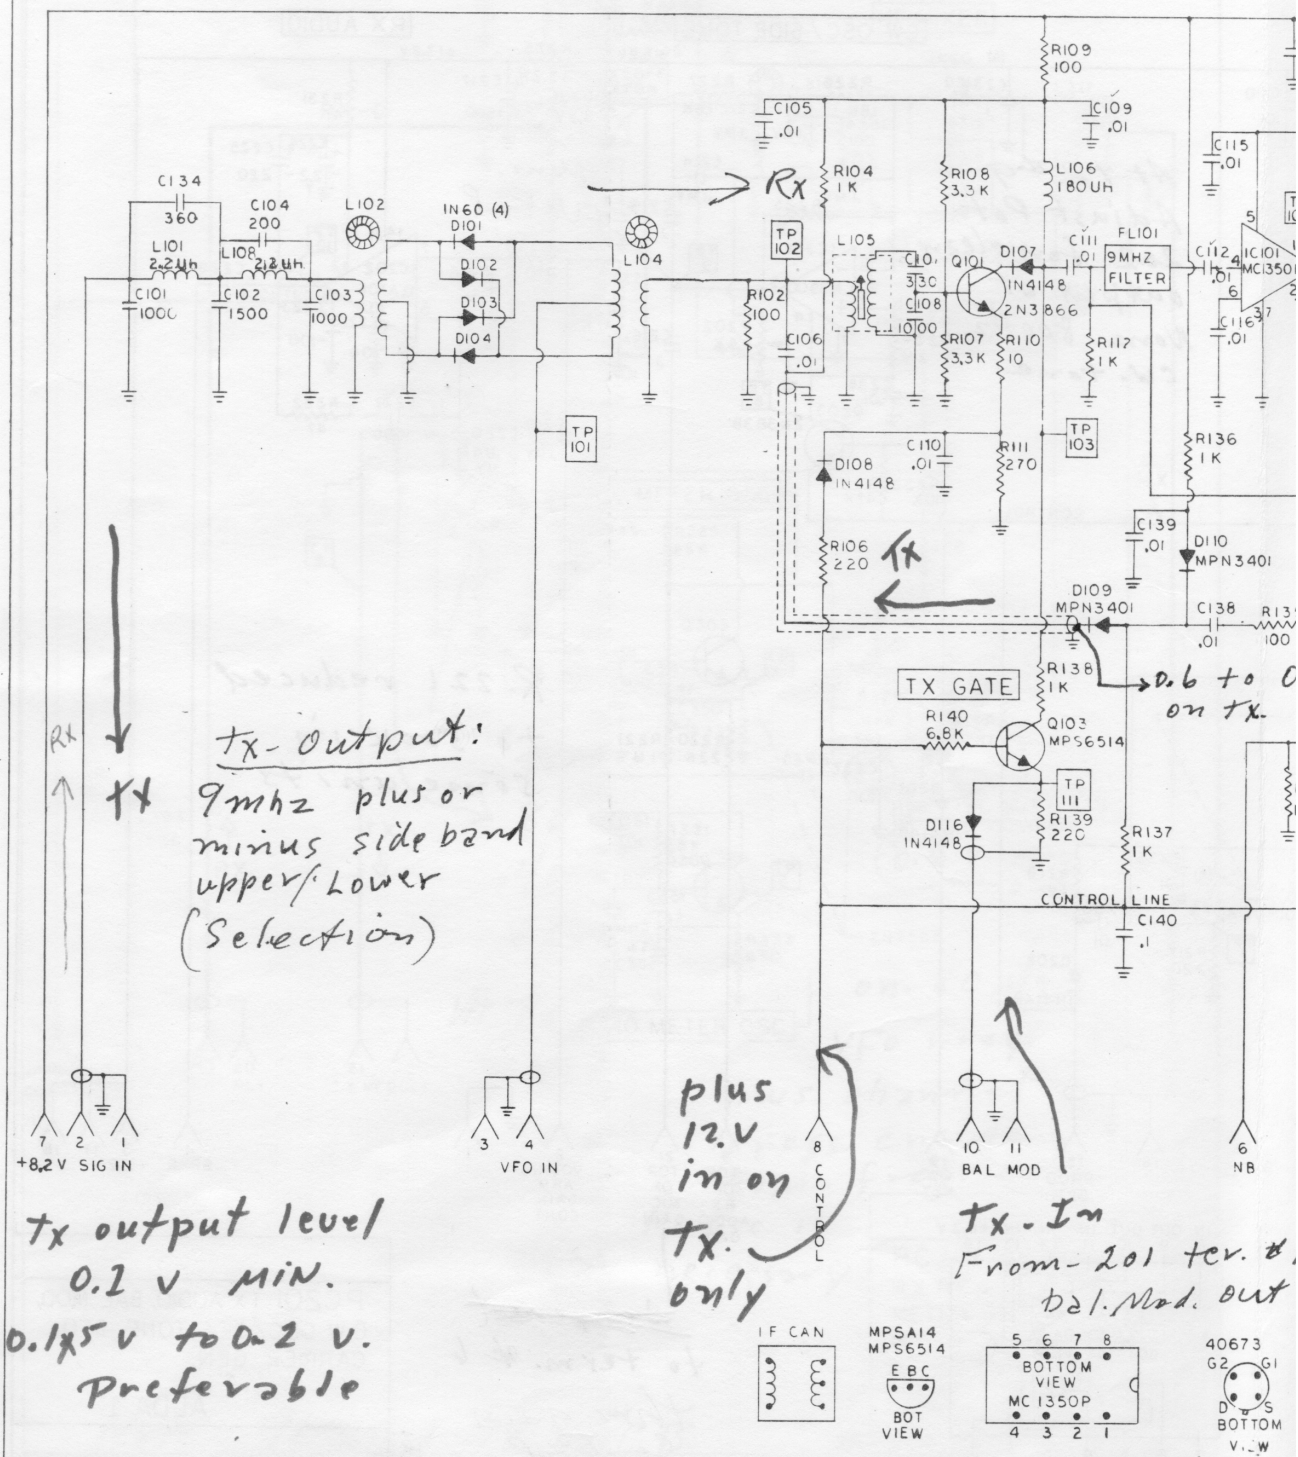 R109
100
C105
.01
C109
.01
C115
.01
C134
360
C104
200
L102
1N60 (4)
D101
Rx
R104
1K
R108
3.3K
L106
180Uh
L101
2.2Uh
L108
2.2Uh
D102
L104
TP
102
L105
Q101
D107
1N4148
C111
.01
FL101
9MHZ
FILTER
C112
.01
4
5
6
IC101
MC1350P
C101
1000
C102
1500
C103
1000
D103
D104
R102
100
330
C108
1000
2N3866
C116
.01
3,7
C106
.01
R107
3.3K
R110
10
R112
1K
TP
101
TP
103
R136
1K
D108
1N4148
C110
.01
R111
270
C139
.01
D110
MPN3401
R106
220
Tx
D109
MPN3401
C138
.01
100
TX GATE
R138
1K
0.6 to
on Tx.
R140
6.8K
Q103
MPS6514
Rx
Tx
Tx-Output:
9mhz plus or
minus side band
upper/Lower
(Selection)
TP
111
D116
1N4148
R139
220
R137
1K
CONTROL LINE
C140
.1
plus
12.V
in on
Tx.
only
7
2
1
+8.2V SIG IN
3
4
VFO IN
8
CONTROL
10
11
BAL MOD
6
NB
Tx output level
0.1 v MIN.
to 0.2 v.
Preferable
Tx-In
From-201 ter. #
bal. Mod. out
IF CAN
MPSA14
MPS6514
E B C
BOT
VIEW
5 6 7 8
BOTTOM
VIEW
MC 1350P
4 3 2 1
40673
G2 G1
D S
BOTTOM
VIEW